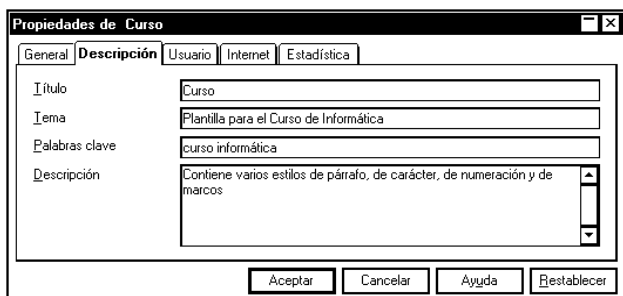 Propiedades de Curso
General Descripción Usuario Internet Estadística
Título Curso
Tema Plantilla para el Curso de Informática
Palabras clave curso informática
Descripción Contiene varios estilos de párrafo, de carácter, de numeración y de
marcos
Aceptar Cancelar Ayuda Restablecer